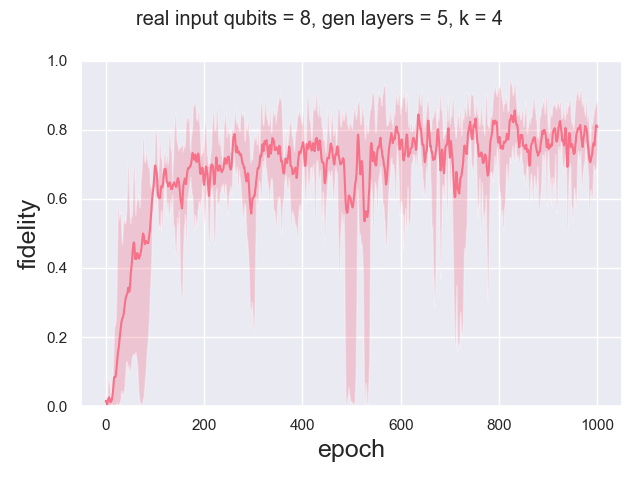 real input qubits = 8, gen layers = 5, k = 4
1.0
0.8
0.6
0.4
0.2
0.0
fidelity
0 200 400 600 800 1000
epoch